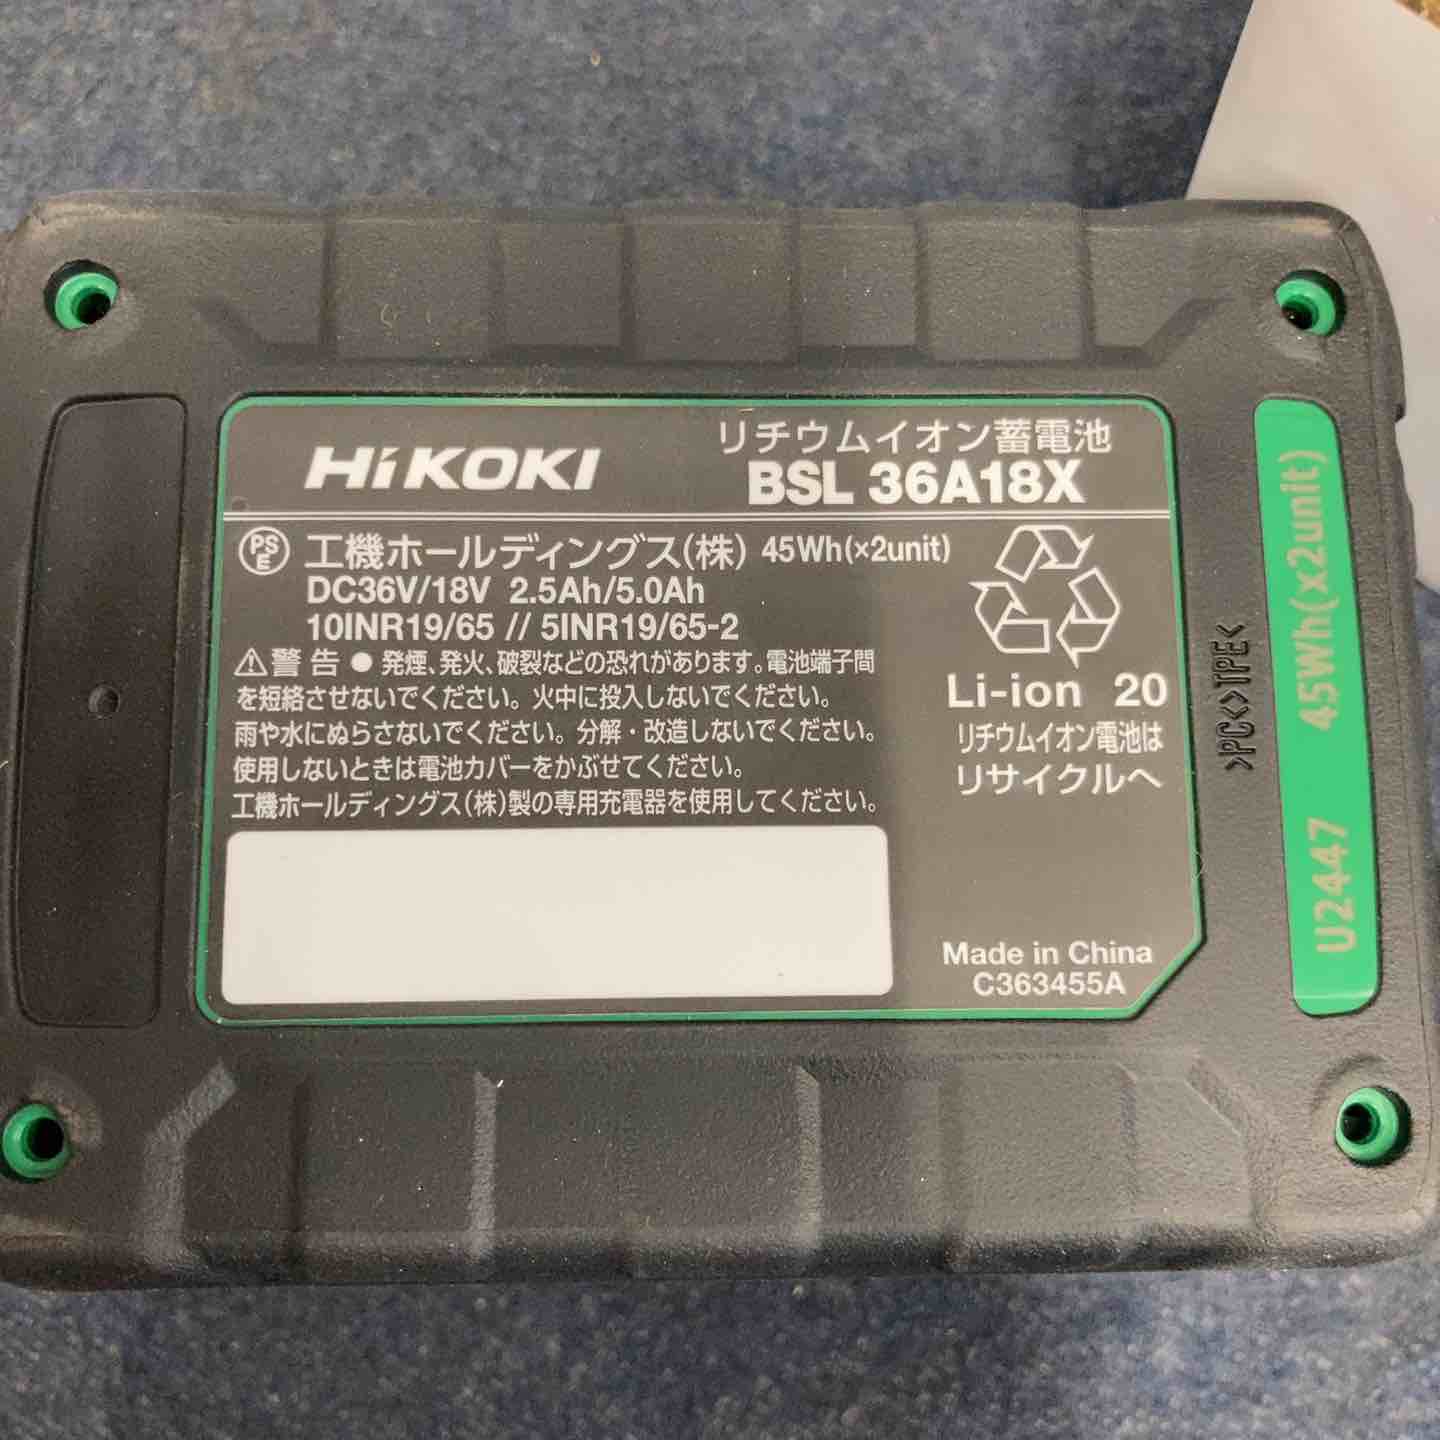 HiKOKI
リチウムイオン蓄電池
BSL 36A18X
PS
E
工機ホールディングス(株) 45Wh(×2unit)
DC36V/18V 2.5Ah/5.0Ah
10INR19/65 // 5INR19/65-2
⚠警告 ● 発煙、発火、破裂などの恐れがあります。電池端子間
を短絡させないでください。火中に投入しないでください。
雨や水にぬらさないでください。分解・改造しないでください。
使用しないときは電池カバーをかぶせてください。
工機ホールディングス(株)製の専用充電器を使用してください。
Li-ion 20
リチウムイオン電池は
リサイクルへ
Made in China
C363455A
>PC<>TPE<
U2447 45Wh(x2unit)